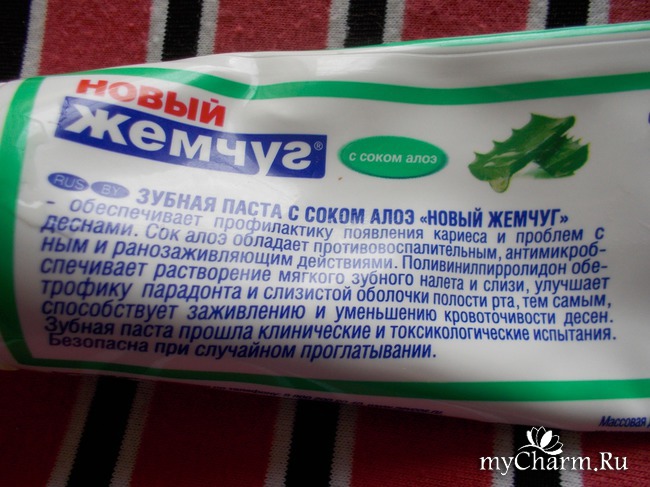 новый
жемчуг®
с соком алоэ
RUS BY ЗУБНАЯ ПАСТА С СОКОМ АЛОЭ «НОВЫЙ ЖЕМЧУГ»
- обеспечивает профилактику появления кариеса и проблем с
деснами. Сок алоэ обладает противовоспалительным, антимикроб-
ным и ранозаживляющим действиями. Поливинилпирролидон обе-
спечивает растворение мягкого зубного налета и слизи, улучшает
трофику парадонта и слизистой оболочки полости рта, тем самым,
способствует заживлению и уменьшению кровоточивости десен.
Зубная паста прошла клинические и токсикологические испытания.
Безопасна при случайном проглатывании.
Массовая
myCharm.Ru